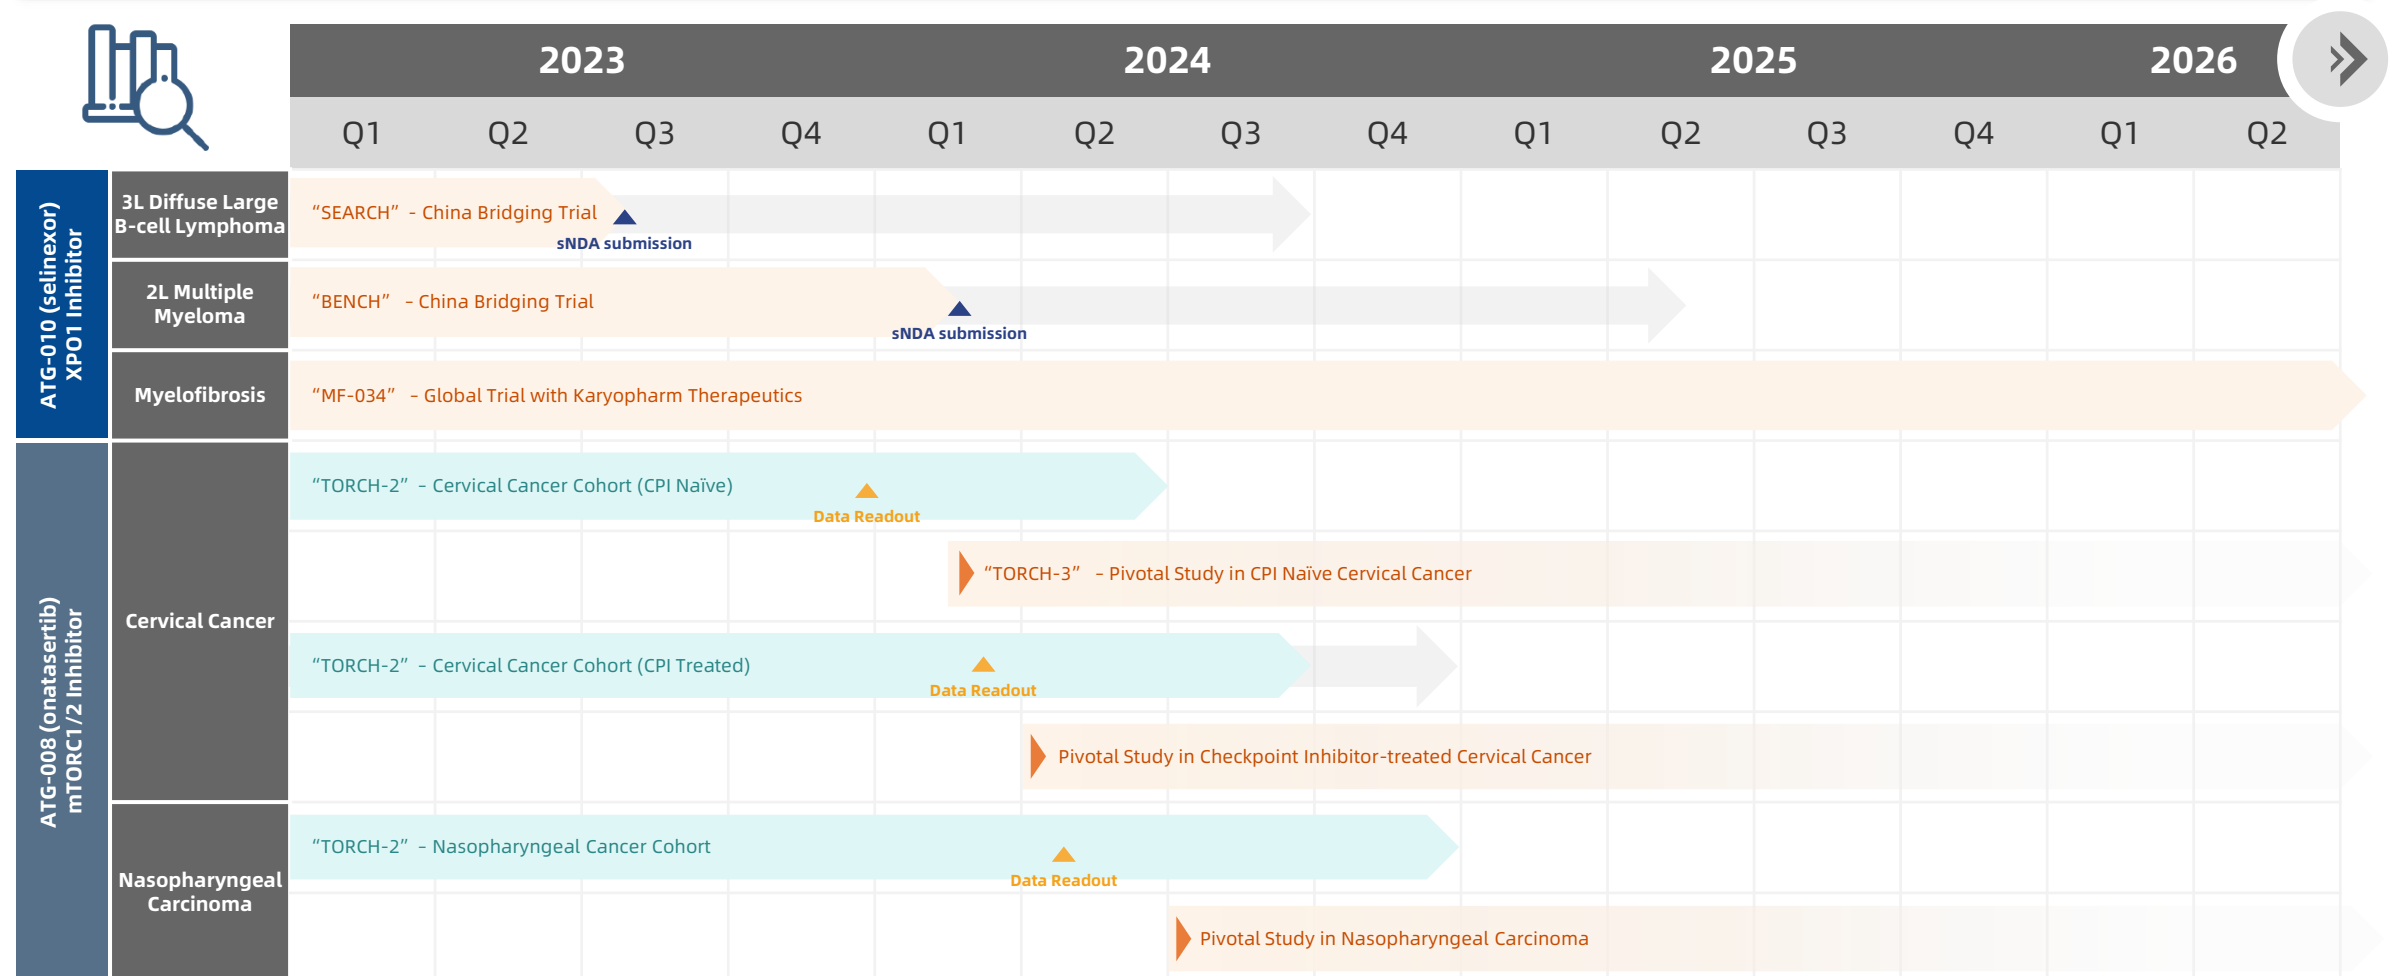 2023 2024 2025 2026
Q1 Q2 Q3 Q4 Q1 Q2 Q3 Q4 Q1 Q2 Q3 Q4 Q1 Q2
ATG-010 (selinexor)
XPO1 Inhibitor
3L Diffuse Large
B-cell Lymphoma
“SEARCH” – China Bridging Trial
sNDA submission
2L Multiple
Myeloma
“BENCH” – China Bridging Trial
sNDA submission
Myelofibrosis
“MF-034” – Global Trial with Karyopharm Therapeutics
ATG-008 (onatasertib)
mTORC1/2 Inhibitor
Cervical Cancer
“TORCH-2” – Cervical Cancer Cohort (CPI Naïve)
Data Readout
“TORCH-3” – Pivotal Study in CPI Naïve Cervical Cancer
“TORCH-2” – Cervical Cancer Cohort (CPI Treated)
Data Readout
Pivotal Study in Checkpoint Inhibitor-treated Cervical Cancer
Nasopharyngeal
Carcinoma
“TORCH-2” – Nasopharyngeal Cancer Cohort
Data Readout
Pivotal Study in Nasopharyngeal Carcinoma